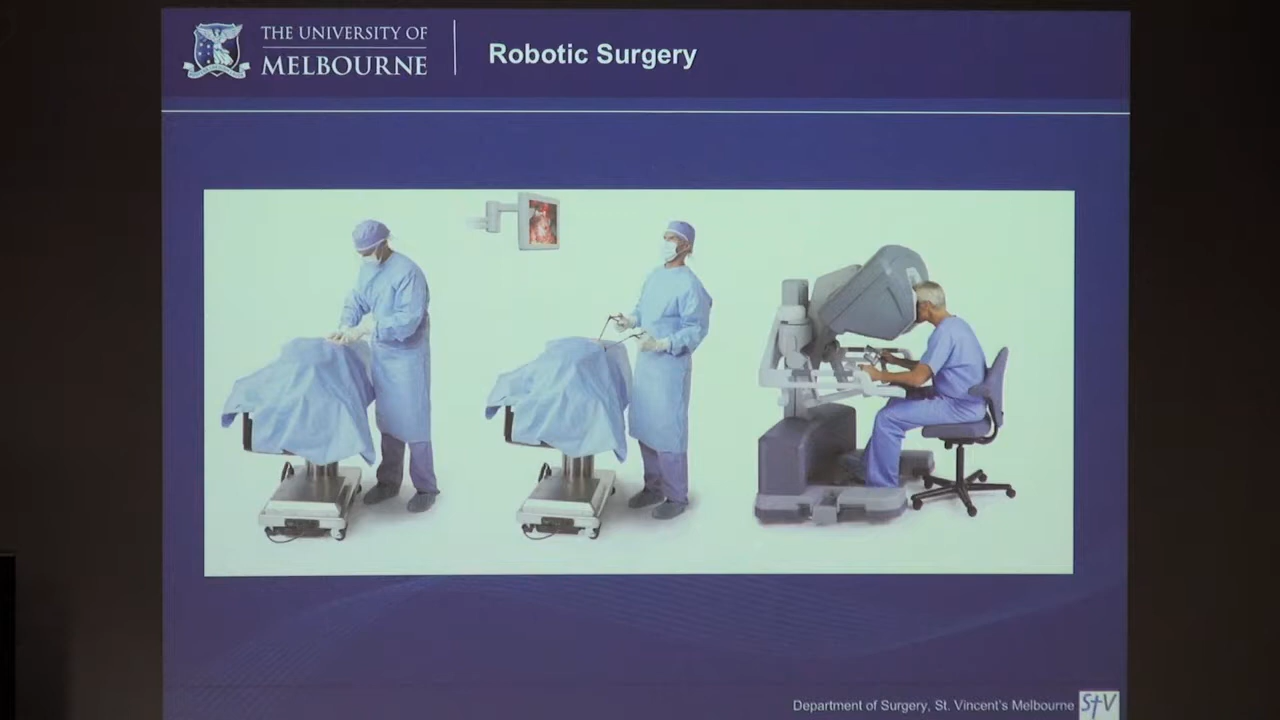 THE UNIVERSITY OF
MELBOURNE
Robotic Surgery
Department of Surgery, St. Vincent's Melbourne
StV